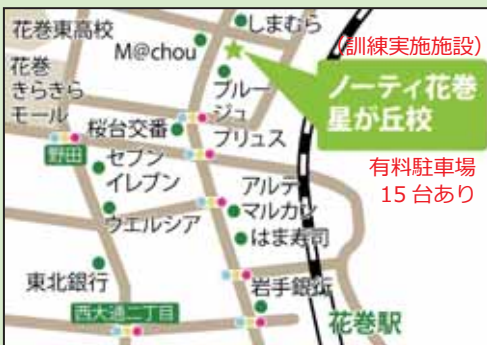 花巻東高校
しまむら
M@chou
(訓練実施施設)
花巻
きらきら
モール
ブルー
ジュ
プリュス
ノーティ花巻
星が丘校
桜台交番
野田
セブン
イレブン
有料駐車場
15台あり
アルテ
マルカン
ウエルシア
はま寿司
東北銀行
岩手銀行
西大通二丁目
花巻駅